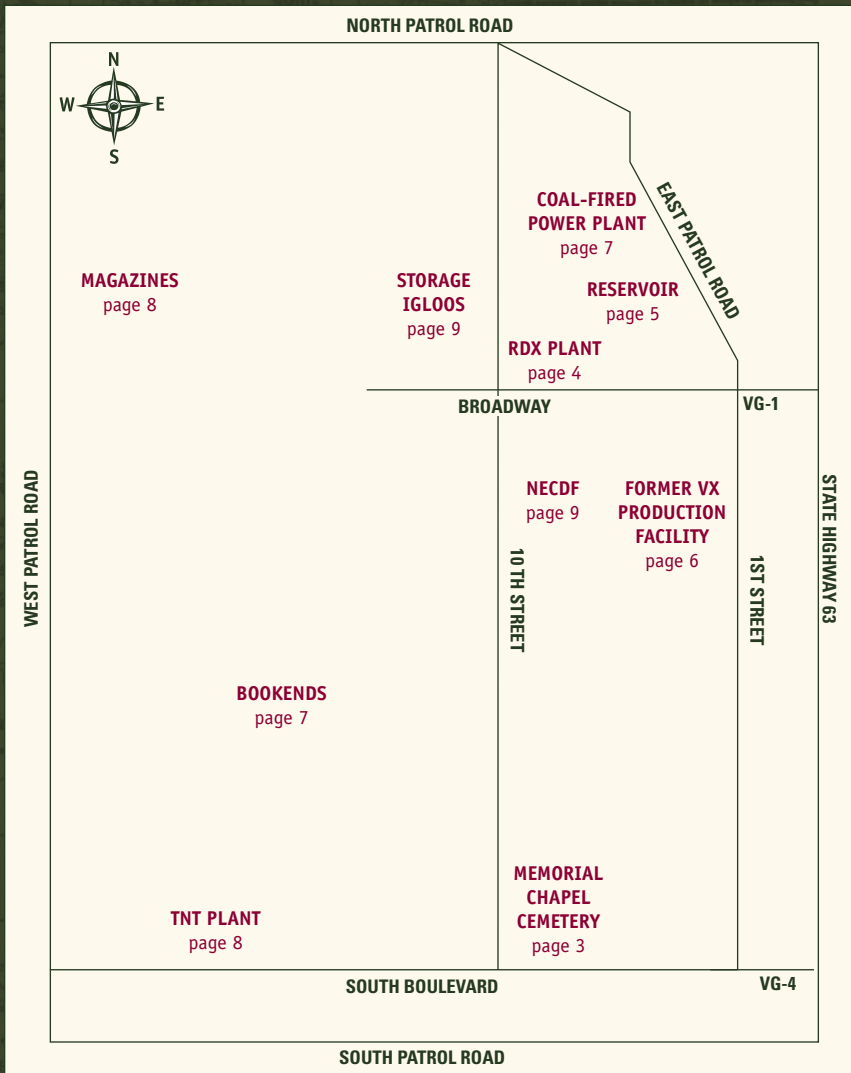 NORTH PATROL ROAD
N
W
E
S
COAL-FIRED
POWER PLANT
page 7
EAST PATROL ROAD
MAGAZINES
page 8
STORAGE
IGLOOS
page 9
RESERVOIR
page 5
RDX PLANT
page 4
BROADWAY
VG-1
WEST PATROL ROAD
NECDF
page 9
FORMER VX
PRODUCTION
FACILITY
page 6
10 TH STREET
1ST STREET
STATE HIGHWAY 63
BOOKENDS
page 7
MEMORIAL
CHAPEL
CEMETERY
page 3
TNT PLANT
page 8
SOUTH BOULEVARD
VG-4
SOUTH PATROL ROAD